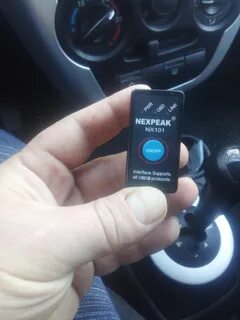 PWR OBD LINK
NEXPEAK®
NX101
ON/OFF
Interface Supports
all OBDII protocols